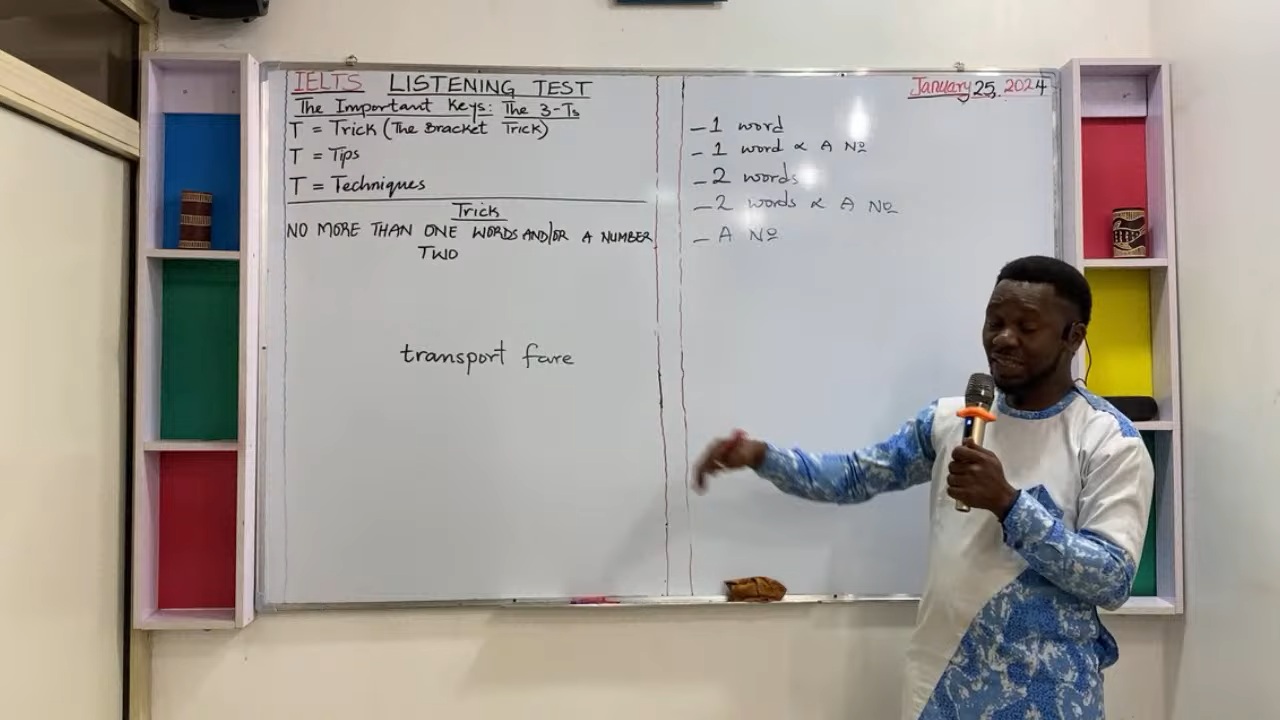 IELTS LISTENING TEST
The Important Keys: The 3-Ts
T = Trick (The Bracket Trick)
T = Tips
T = Techniques
Trick
NO MORE THAN ONE WORDS AND/OR A NUMBER
TWO
transport fare
January 25, 2024
- 1 word
- 1 word & A Nº
- 2 words
- 2 words & A Nº
- A Nº